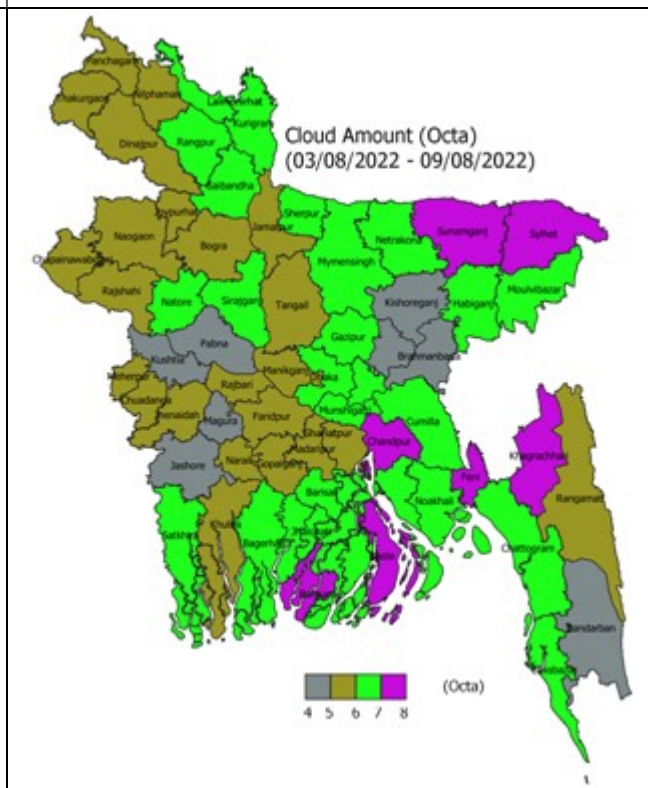 Panchagarh
Thakurgaon
Nilphamari
Lalmonirhat
Kurigram
Dinajpur
Rangpur
Cloud Amount (Octa)
(03/08/2022 - 09/08/2022)
Gaibandha
Joypurhat
Sherpur
Naogaon
Bogra
Jamalpur
Netrakona
Sunamganj
Sylhet
Mymensingh
Chapainawabganj
Rajshahi
Natore
Sirajganj
Tangail
Kishoreganj
Habiganj
Moulvibazar
Gazipur
Kushtia
Pabna
Brahmanbaria
Meherpur
Manikganj
Dhaka
Chuadanga
Rajbari
Jhenaidah
Magura
Faridpur
Munshiganj
Cumilla
Shariatpur
Chandpur
Khagrachhari
Jashore
Narail
Gopalganj
Madaripur
Feni
Rangamati
Barisal
Noakhali
Satkhira
Khulna
Bagerhat
Chattogram
Bandarban
(Octa)
4 5 6 7 8